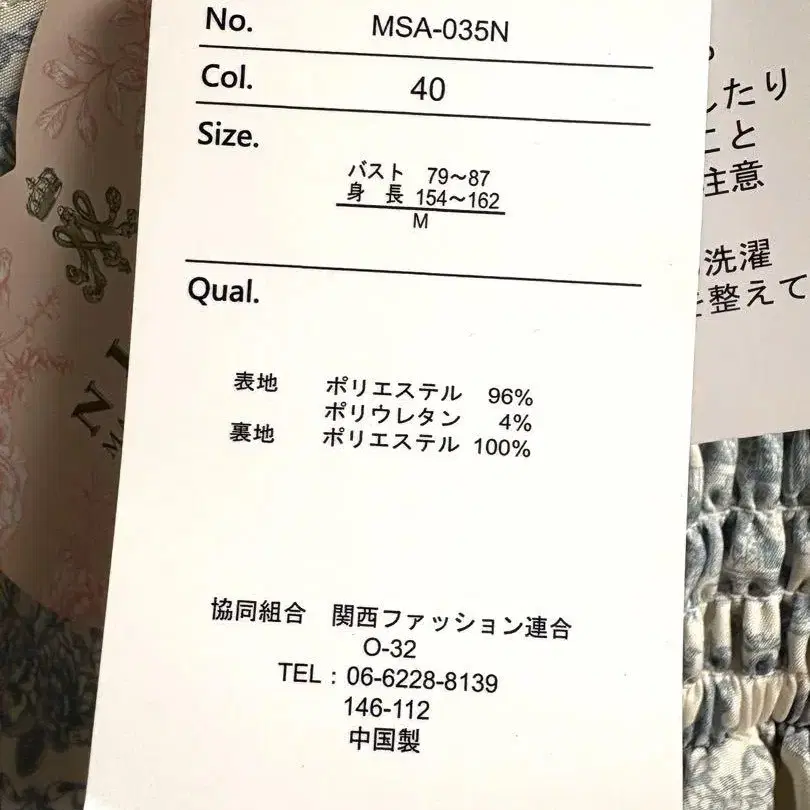 No. MSA-035N
Col. 40
Size.
バスト 79～87
身 長 154～162
M
Qual.
表地 ポリエステル 96%
ポリウレタン 4%
裏地 ポリエステル 100%
協同組合 関西ファッション連合
O-32
TEL：06-6228-8139
146-112
中国製
したり
こと
注意
洗濯
整えて